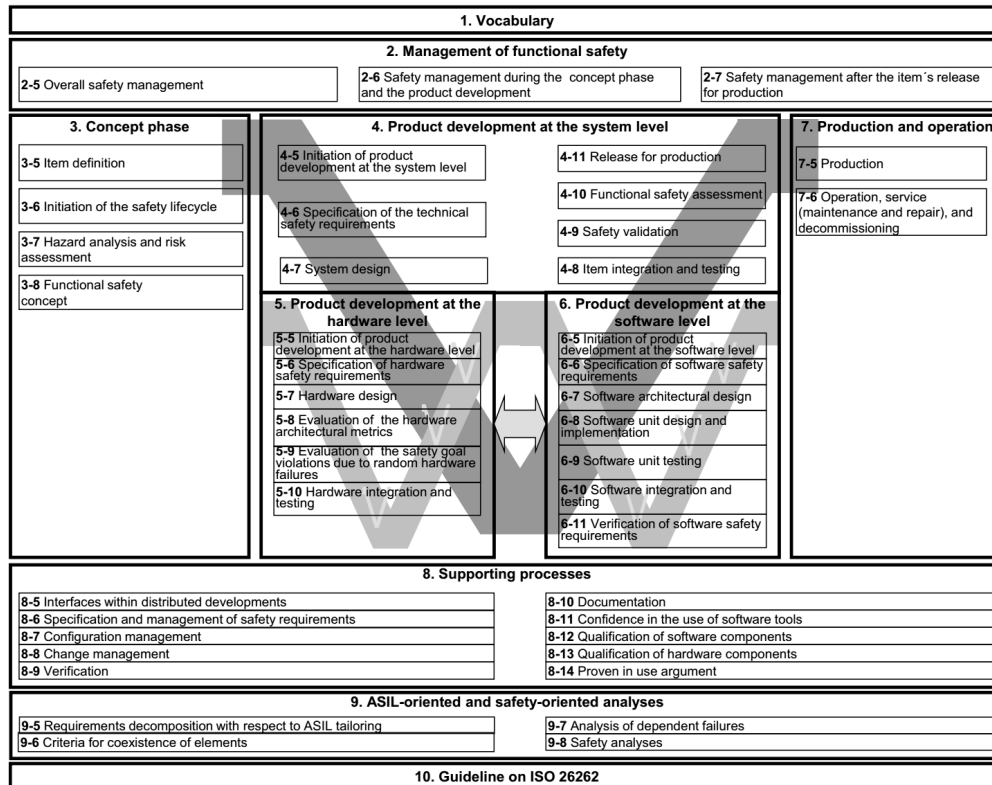 1. Vocabulary
2. Management of functional safety
2-5 Overall safety management
2-6 Safety management during the concept phase
and the product development
2-7 Safety management after the item´s release
for production
3. Concept phase
3-5 Item definition
3-6 Initiation of the safety lifecycle
3-7 Hazard analysis and risk
assessment
3-8 Functional safety
concept
4. Product development at the system level
4-5 Initiation of product
development at the system level
4-6 Specification of the technical
safety requirements
4-7 System design
4-11 Release for production
4-10 Functional safety assessment
4-9 Safety validation
4-8 Item integration and testing
7. Production and operation
7-5 Production
7-6 Operation, service
(maintenance and repair), and
decommissioning
5. Product development at the
hardware level
5-5 Initiation of product
development at the hardware level
5-6 Specification of hardware
safety requirements
5-7 Hardware design
5-8 Evaluation of the hardware
architectural metrics
5-9 Evaluation of the safety goal
violations due to random hardware
failures
5-10 Hardware integration and
testing
6. Product development at the
software level
6-5 Initiation of product
development at the software level
6-6 Specification of software safety
requirements
6-7 Software architectural design
6-8 Software unit design and
implementation
6-9 Software unit testing
6-10 Software integration and
testing
6-11 Verification of software safety
requirements
8. Supporting processes
8-5 Interfaces within distributed developments
8-6 Specification and management of safety requirements
8-7 Configuration management
8-8 Change management
8-9 Verification
8-10 Documentation
8-11 Confidence in the use of software tools
8-12 Qualification of software components
8-13 Qualification of hardware components
8-14 Proven in use argument
9. ASIL-oriented and safety-oriented analyses
9-5 Requirements decomposition with respect to ASIL tailoring
9-6 Criteria for coexistence of elements
9-7 Analysis of dependent failures
9-8 Safety analyses
10. Guideline on ISO 26262